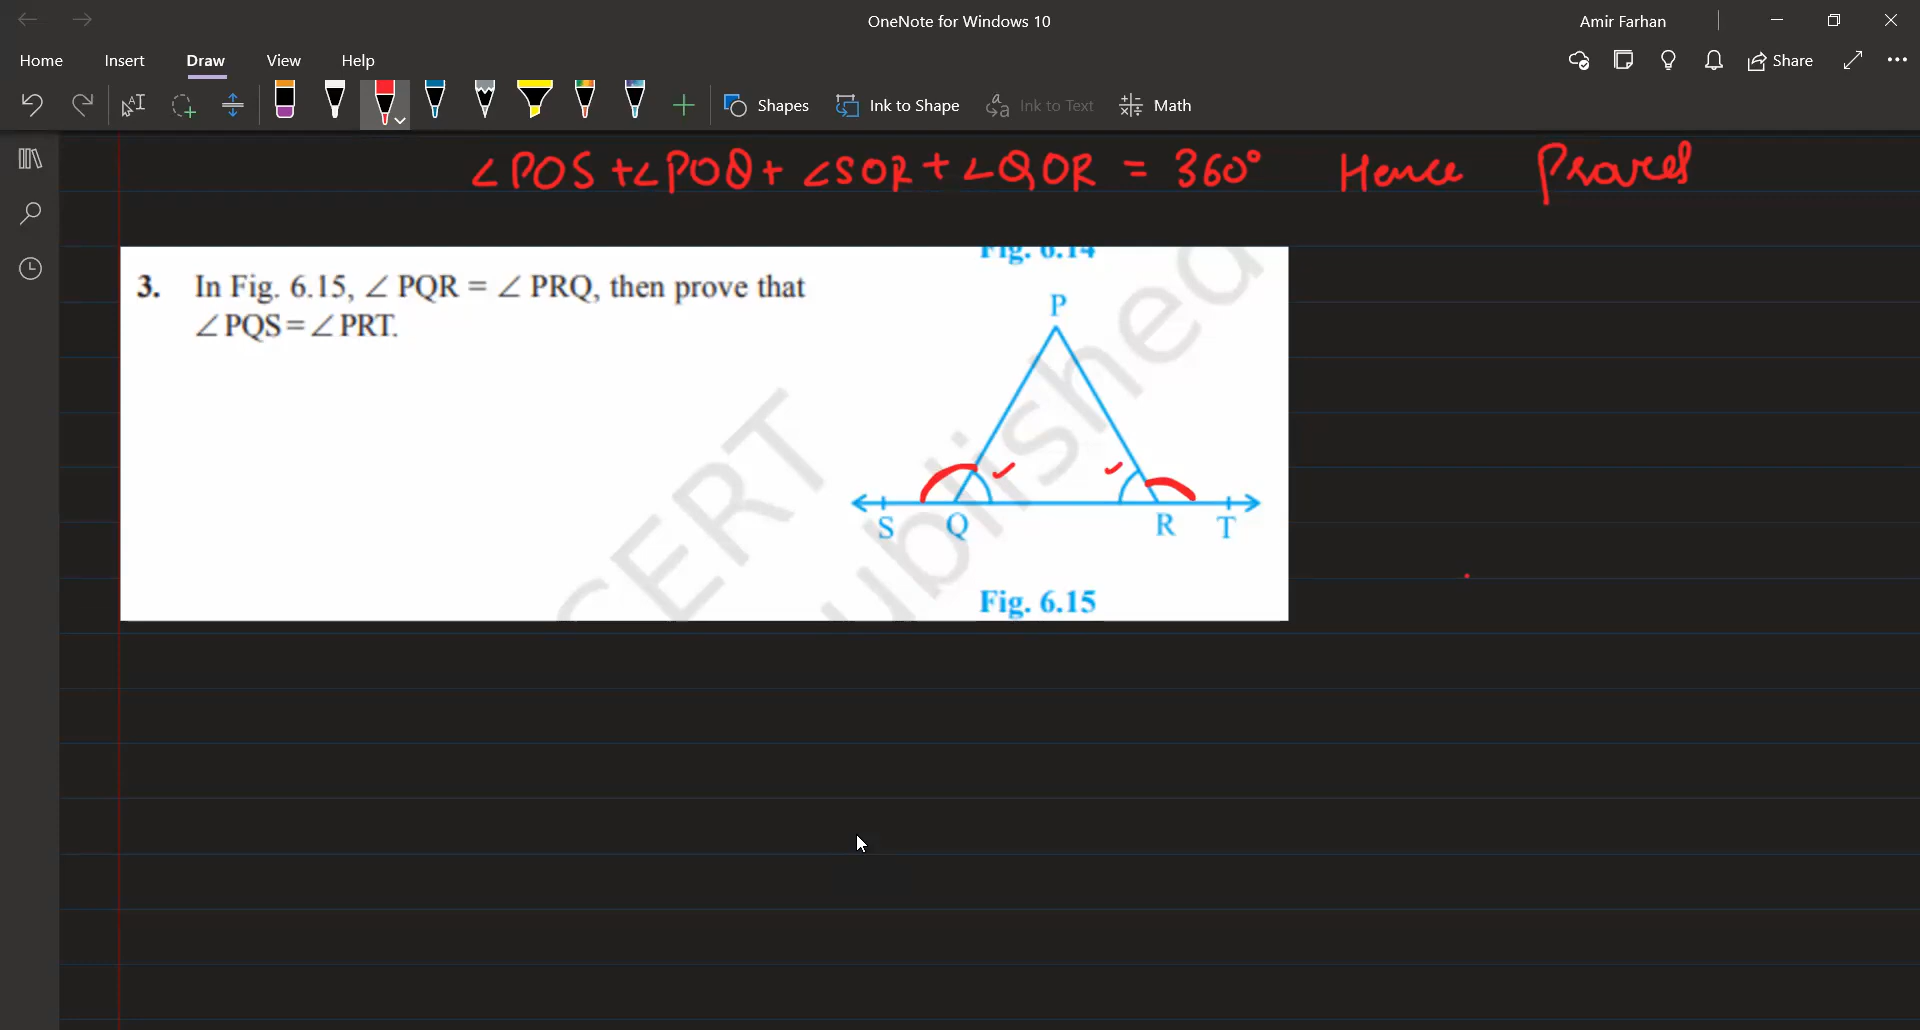 OneNote for Windows 10
Amir Farhan
Home Insert Draw View Help
Share
Shapes Ink to Shape Ink to Text Math
∠POS +∠POQ+ ∠SOR + ∠QOR = 360° Hence Proved
Fig. 6.14
3. In Fig. 6.15, ∠ PQR = ∠ PRQ, then prove that
∠ PQS = ∠ PRT.
P
S Q R T
Fig. 6.15